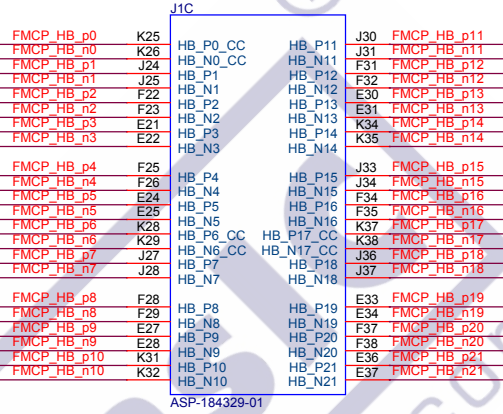 J1C
FMCP_HB_p0 K25 HB_P0_CC HB_P11 J30 FMCP_HB_p11
FMCP_HB_n0 K26 HB_N0_CC HB_N11 J31 FMCP_HB_n11
FMCP_HB_p1 J24 HB_P1 HB_P12 F31 FMCP_HB_p12
FMCP_HB_n1 J25 HB_N1 HB_N12 F32 FMCP_HB_n12
FMCP_HB_p2 F22 HB_P2 HB_P13 E30 FMCP_HB_p13
FMCP_HB_n2 F23 HB_N2 HB_N13 E31 FMCP_HB_n13
FMCP_HB_p3 E21 HB_P3 HB_P14 K34 FMCP_HB_p14
FMCP_HB_n3 E22 HB_N3 HB_N14 K35 FMCP_HB_n14
FMCP_HB_p4 F25 HB_P4 HB_P15 J33 FMCP_HB_p15
FMCP_HB_n4 F26 HB_N4 HB_N15 J34 FMCP_HB_n15
FMCP_HB_p5 E24 HB_P5 HB_P16 F34 FMCP_HB_p16
FMCP_HB_n5 E25 HB_N5 HB_N16 F35 FMCP_HB_n16
FMCP_HB_p6 K28 HB_P6_CC HB_P17_CC K37 FMCP_HB_p17
FMCP_HB_n6 K29 HB_N6_CC HB_N17_CC K38 FMCP_HB_n17
FMCP_HB_p7 J27 HB_P7 HB_P18 J36 FMCP_HB_p18
FMCP_HB_n7 J28 HB_N7 HB_N18 J37 FMCP_HB_n18
FMCP_HB_p8 F28 HB_P8 HB_P19 E33 FMCP_HB_p19
FMCP_HB_n8 F29 HB_N8 HB_N19 E34 FMCP_HB_n19
FMCP_HB_p9 E27 HB_P9 HB_P20 F37 FMCP_HB_p20
FMCP_HB_n9 E28 HB_N9 HB_N20 F38 FMCP_HB_n20
FMCP_HB_p10 K31 HB_P10 HB_P21 E36 FMCP_HB_p21
FMCP_HB_n10 K32 HB_N10 HB_N21 E37 FMCP_HB_n21
ASP-184329-01